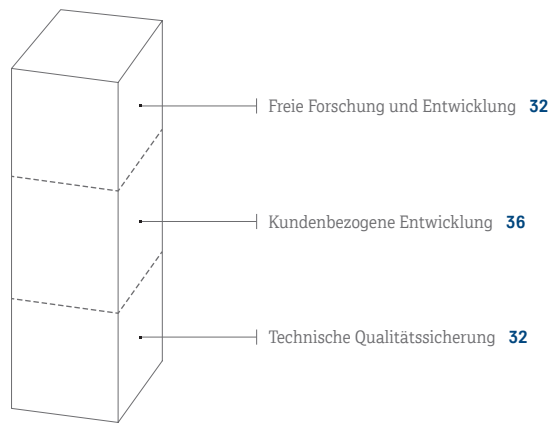 Freie Forschung und Entwicklung 32
Kundenbezogene Entwicklung 36
Technische Qualitätssicherung 32